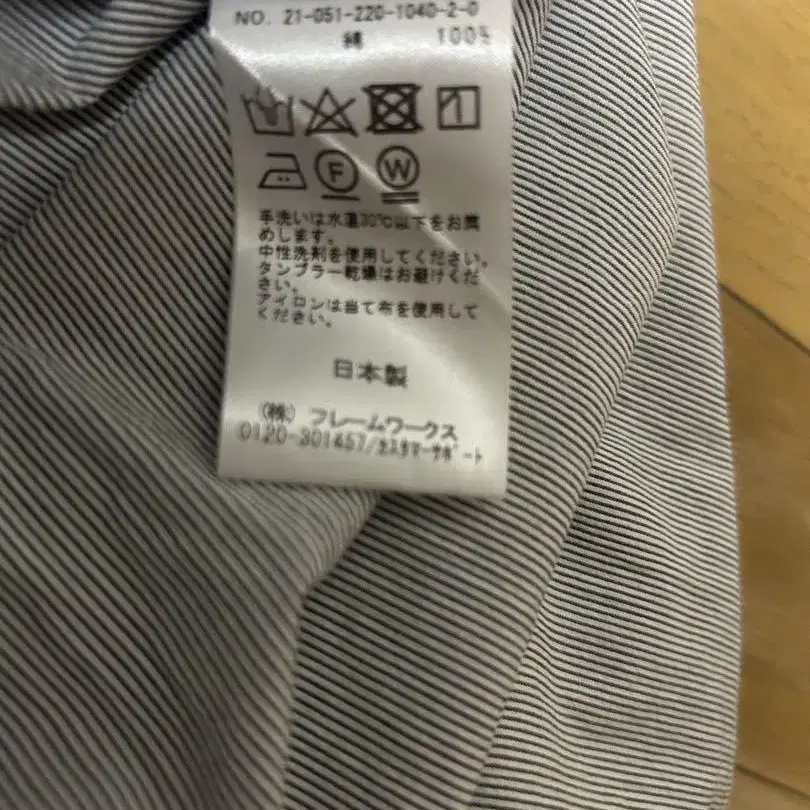 NO. 21-051-220-1040-2-0
綿 100%
F W
手洗いは水温30℃以下をお薦
めします。
中性洗剤を使用してください。
タンブラー乾燥はお避けくだ
さい。
アイロンは当て布を使用して
ください。
日本製
(株) フレームワークス
0120-301457/カスタマーサポート